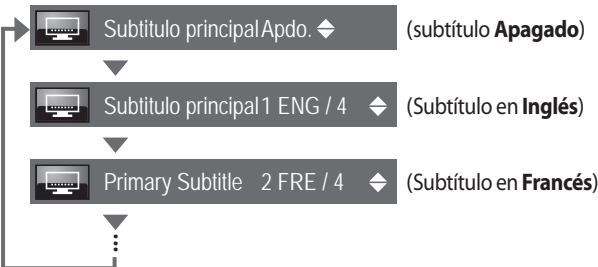 Subtitulo principal Apdo. (subtítulo Apagado)
Subtitulo principal 1 ENG / 4 (Subtítulo en Inglés)
Primary Subtitle 2 FRE / 4 (Subtítulo en Francés)